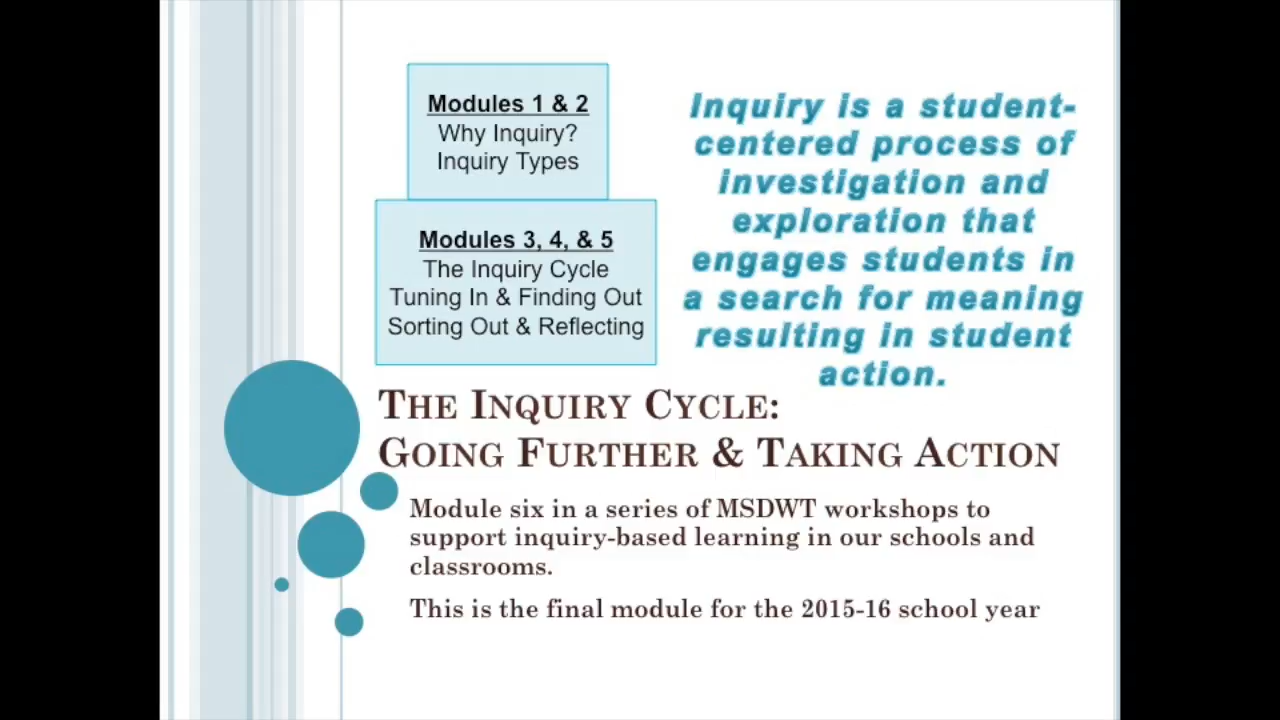 Modules 1 & 2
Why Inquiry?
Inquiry Types
Modules 3, 4, & 5
The Inquiry Cycle
Tuning In & Finding Out
Sorting Out & Reflecting
Inquiry is a student-
centered process of
investigation and
exploration that
engages students in
a search for meaning
resulting in student
action.
The Inquiry Cycle:
Going Further & Taking Action
Module six in a series of MSDWT workshops to
support inquiry-based learning in our schools and
classrooms.
This is the final module for the 2015-16 school year